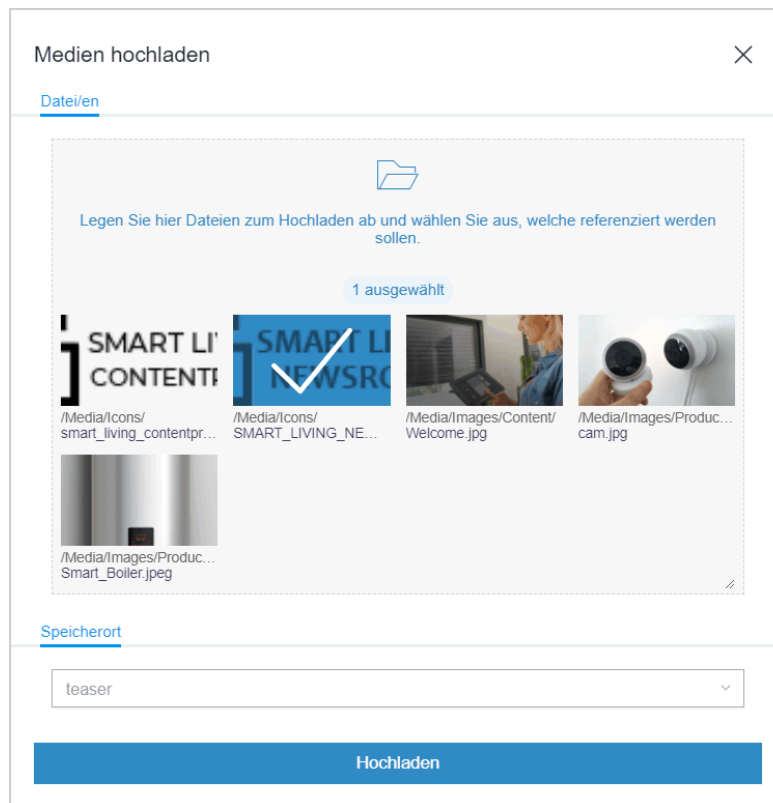 Medien hochladen
Datei/en
Legen Sie hier Dateien zum Hochladen ab und wählen Sie aus, welche referenziert werden
sollen.
1 ausgewählt
SMART LI
CONTENT
SMART LI
NEWSRO
/Media/Icons/
smart_living_contentpr...
/Media/Icons/
SMART_LIVING_NE...
/Media/Images/Content/
Welcome.jpg
/Media/Images/Produc...
cam.jpg
/Media/Images/Produc...
Smart_Boiler.jpeg
Speicherort
teaser
Hochladen